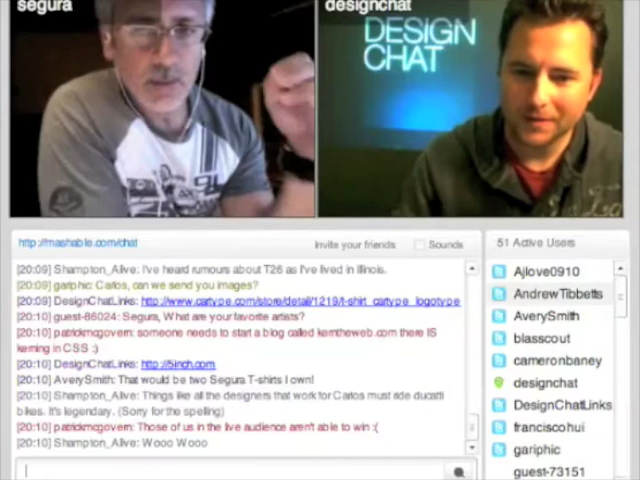 segura
designchat
DESIGN
CHAT
http://mashable.com/chat
Invite your friends
Sounds
51 Active Users
[20:09] Shampton_Alive: I've heard rumours about T26 as I've lived in Illinois.
[20:09] gariphic: Carlos, can we send you images?
[20:09] DesignChatLinks: http://www.cartype.com/store/detail/1219/t-shirt_cartype_logotype
[20:10] guest-86024: Segura, What are your favorite artists?
[20:10] patrickmcgovern: someone needs to start a blog called kerntheweb.com there IS
kerning in CSS :)
[20:10] DesignChatLinks: http://5inch.com
[20:10] AverySmith: That would be two Segura T-shirts I own!
[20:10] Shampton_Alive: Things like all the designers that work for Carlos must ride ducatti
bikes. It's legendary. (Sorry for the spelling)
[20:10] patrickmcgovern: Those of us in the live audience aren't able to win :(
[20:10] Shampton_Alive: Wooo Wooo
Ajlove0910
AndrewTibbetts
AverySmith
blasscout
cameronbaney
designchat
DesignChatLinks
franciscohui
gariphic
guest-73151